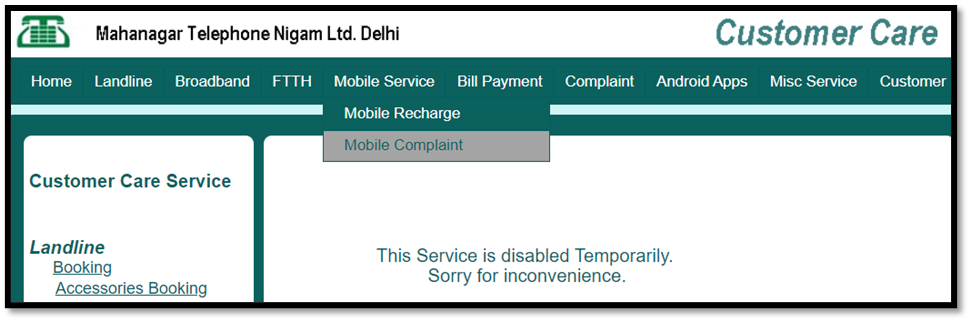 Mahanagar Telephone Nigam Ltd. Delhi
Customer Care
Home Landline Broadband FTTH Mobile Service Bill Payment Complaint Android Apps Misc Service Customer
Mobile Recharge
Mobile Complaint
Customer Care Service
Landline
Booking
Accessories Booking
This Service is disabled Temporarily.
Sorry for inconvenience.